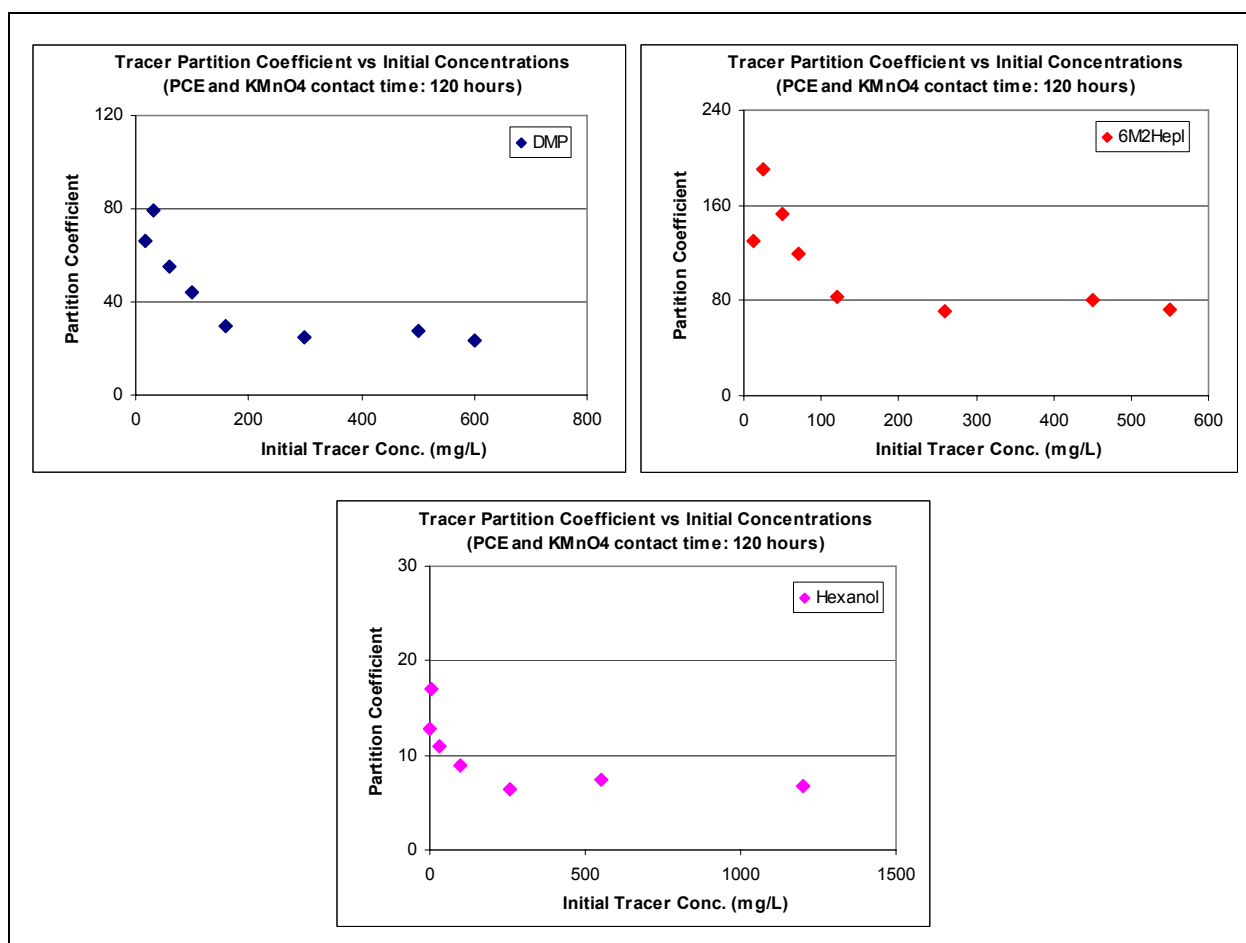 Tracer Partition Coefficient vs Initial Concentrations
(PCE and KMnO4 contact time: 120 hours)
120
80
40
0
Partition Coefficient
DMP
0 200 400 600 800
Initial Tracer Conc. (mg/L)
Tracer Partition Coefficient vs Initial Concentrations
(PCE and KMnO4 contact time: 120 hours)
240
160
80
0
Partition Coefficient
6M2Hepl
0 100 200 300 400 500 600
Initial Tracer Conc. (mg/L)
Tracer Partition Coefficient vs Initial Concentrations
(PCE and KMnO4 contact time: 120 hours)
30
20
10
0
Partition Coefficient
Hexanol
0 500 1000 1500
Initial Tracer Conc. (mg/L)